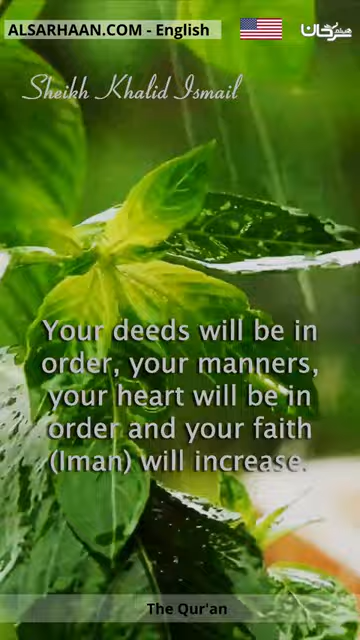 ALSARHAAN.COM - English
Sheikh Khalid Ismail
Your deeds will be in
order, your manners,
your heart will be in
order and your faith
(Iman) will increase.
The Qur'an